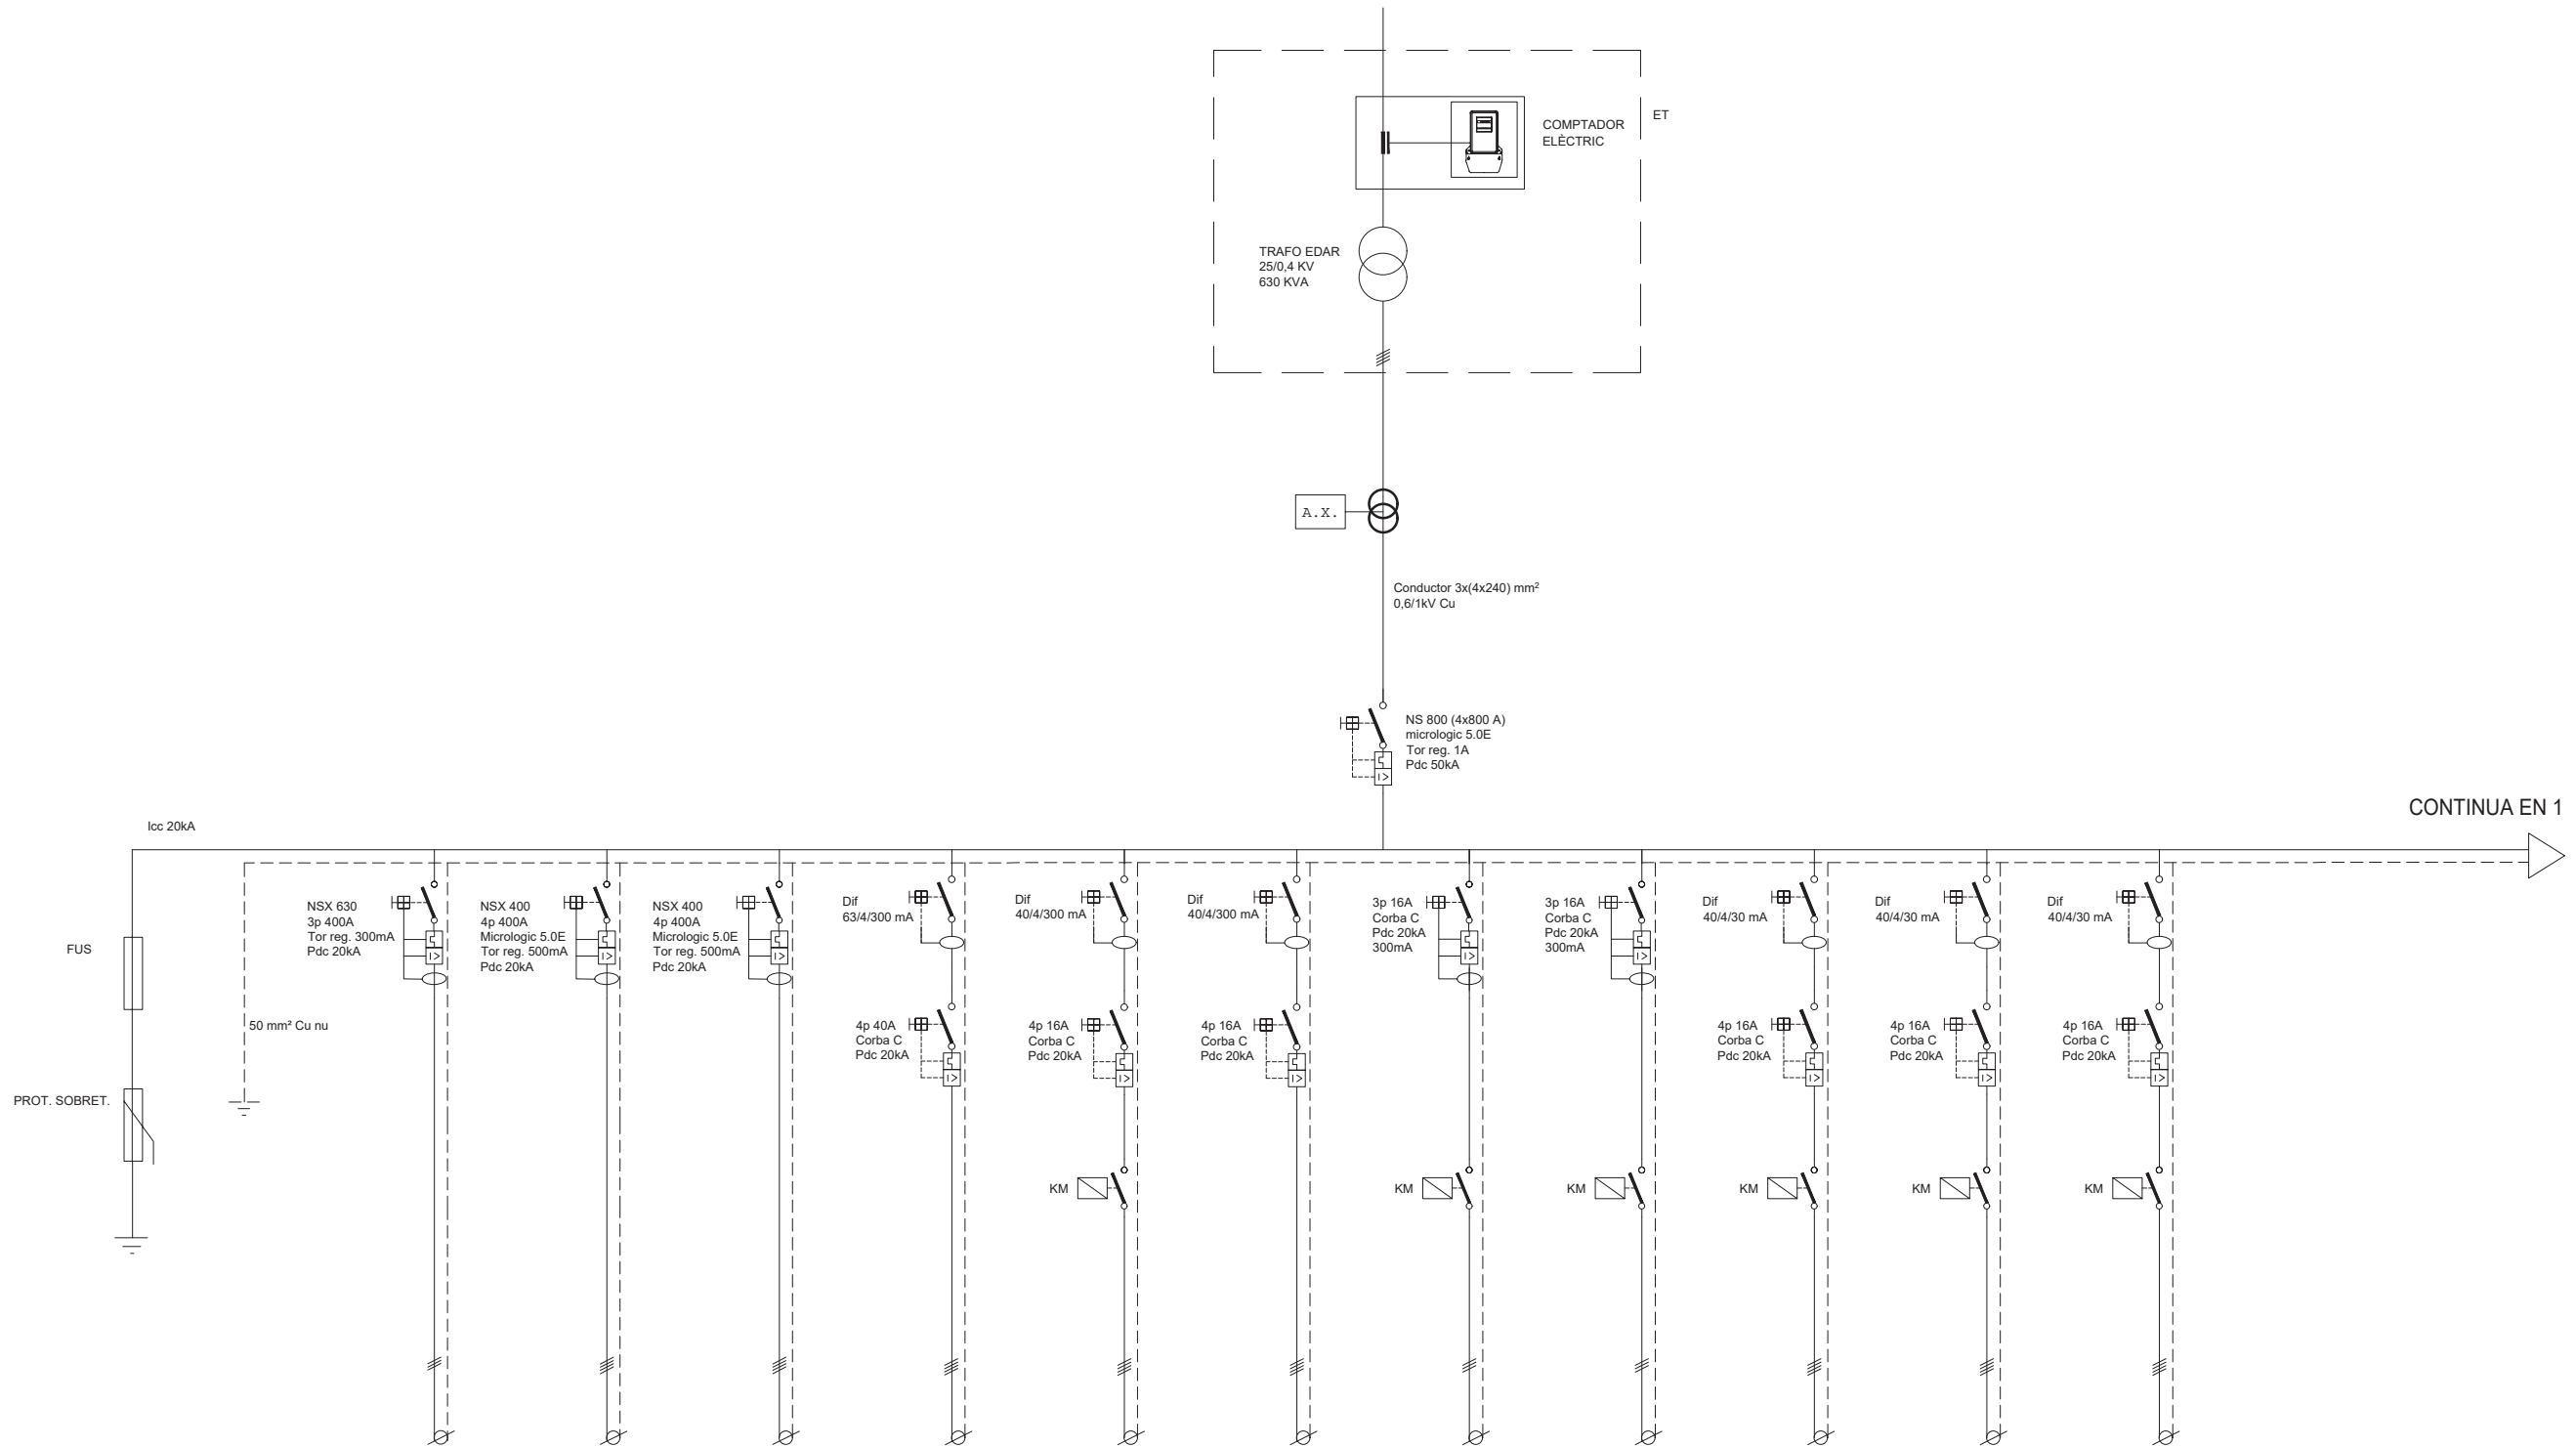 COMPTADOR
ELÈCTRIC
ET
TRAFO EDAR
25/0,4 KV
630 KVA
A.X.
Conductor 3x(4x240) mm²
0,6/1kV Cu
NS 800 (4x800 A)
micrologic 5.0E
Tor reg. 1A
Pdc 50kA
CONTINUA EN 1
Icc 20kA
FUS
PROT. SOBRET.
50 mm² Cu nu
NSX 630
3p 400A
Tor reg. 300mA
Pdc 20kA
NSX 400
4p 400A
Micrologic 5.0E
Tor reg. 500mA
Pdc 20kA
NSX 400
4p 400A
Micrologic 5.0E
Tor reg. 500mA
Pdc 20kA
Dif
63/4/300 mA
4p 40A
Corba C
Pdc 20kA
Dif
40/4/300 mA
4p 16A
Corba C
Pdc 20kA
KM
Dif
40/4/300 mA
4p 16A
Corba C
Pdc 20kA
3p 16A
Corba C
Pdc 20kA
300mA
KM
3p 16A
Corba C
Pdc 20kA
300mA
KM
Dif
40/4/30 mA
4p 16A
Corba C
Pdc 20kA
KM
Dif
40/4/30 mA
4p 16A
Corba C
Pdc 20kA
KM
Dif
40/4/30 mA
4p 16A
Corba C
Pdc 20kA
KM